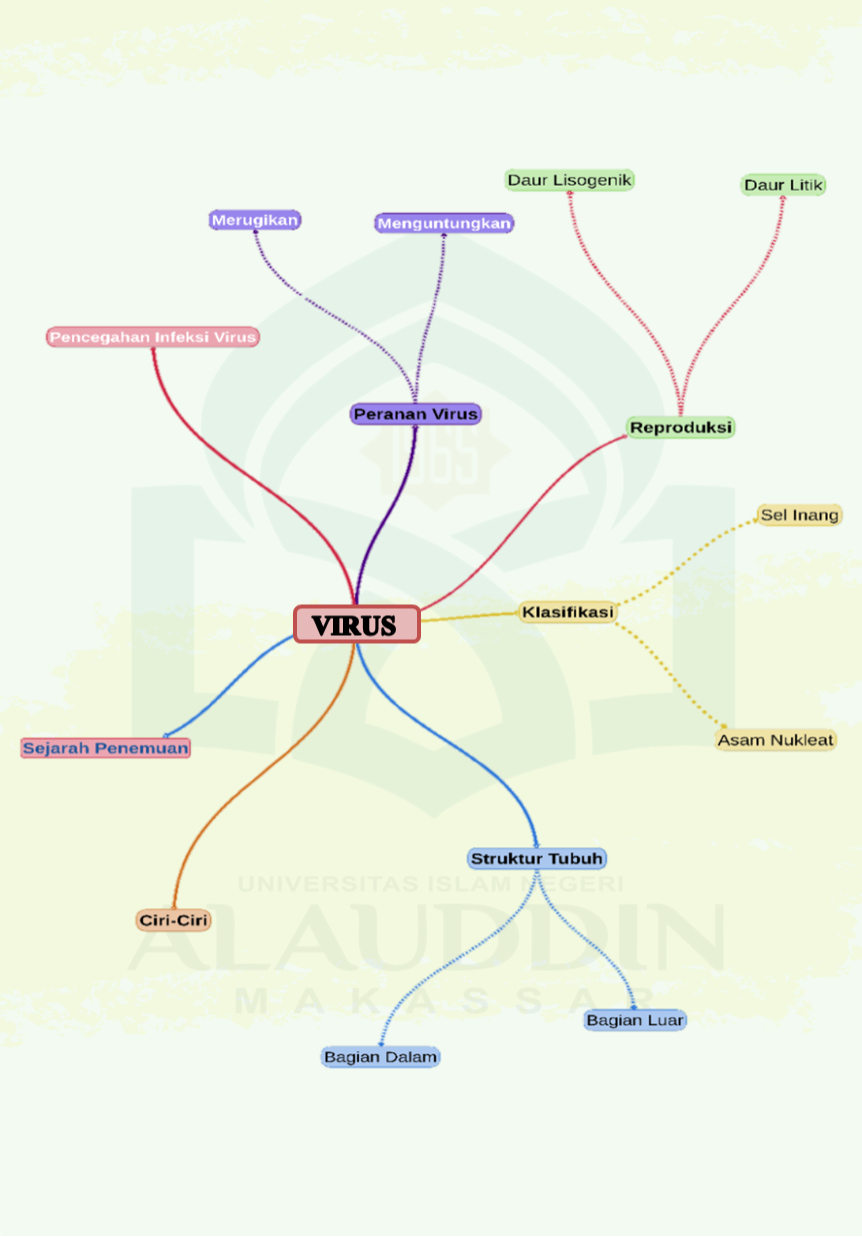 Daur Lisogenik
Daur Litik
Merugikan
Menguntungkan
Pencegahan Infeksi Virus
Peranan Virus
Reproduksi
1965
Sel Inang
Klasifikasi
VIRUS
Sejarah Penemuan
Asam Nukleat
Struktur Tubuh
UNIVERSITAS ISLAM NEGERI
Ciri-Ciri
ALAUDDIN
MAKASSAR
Bagian Luar
Bagian Dalam